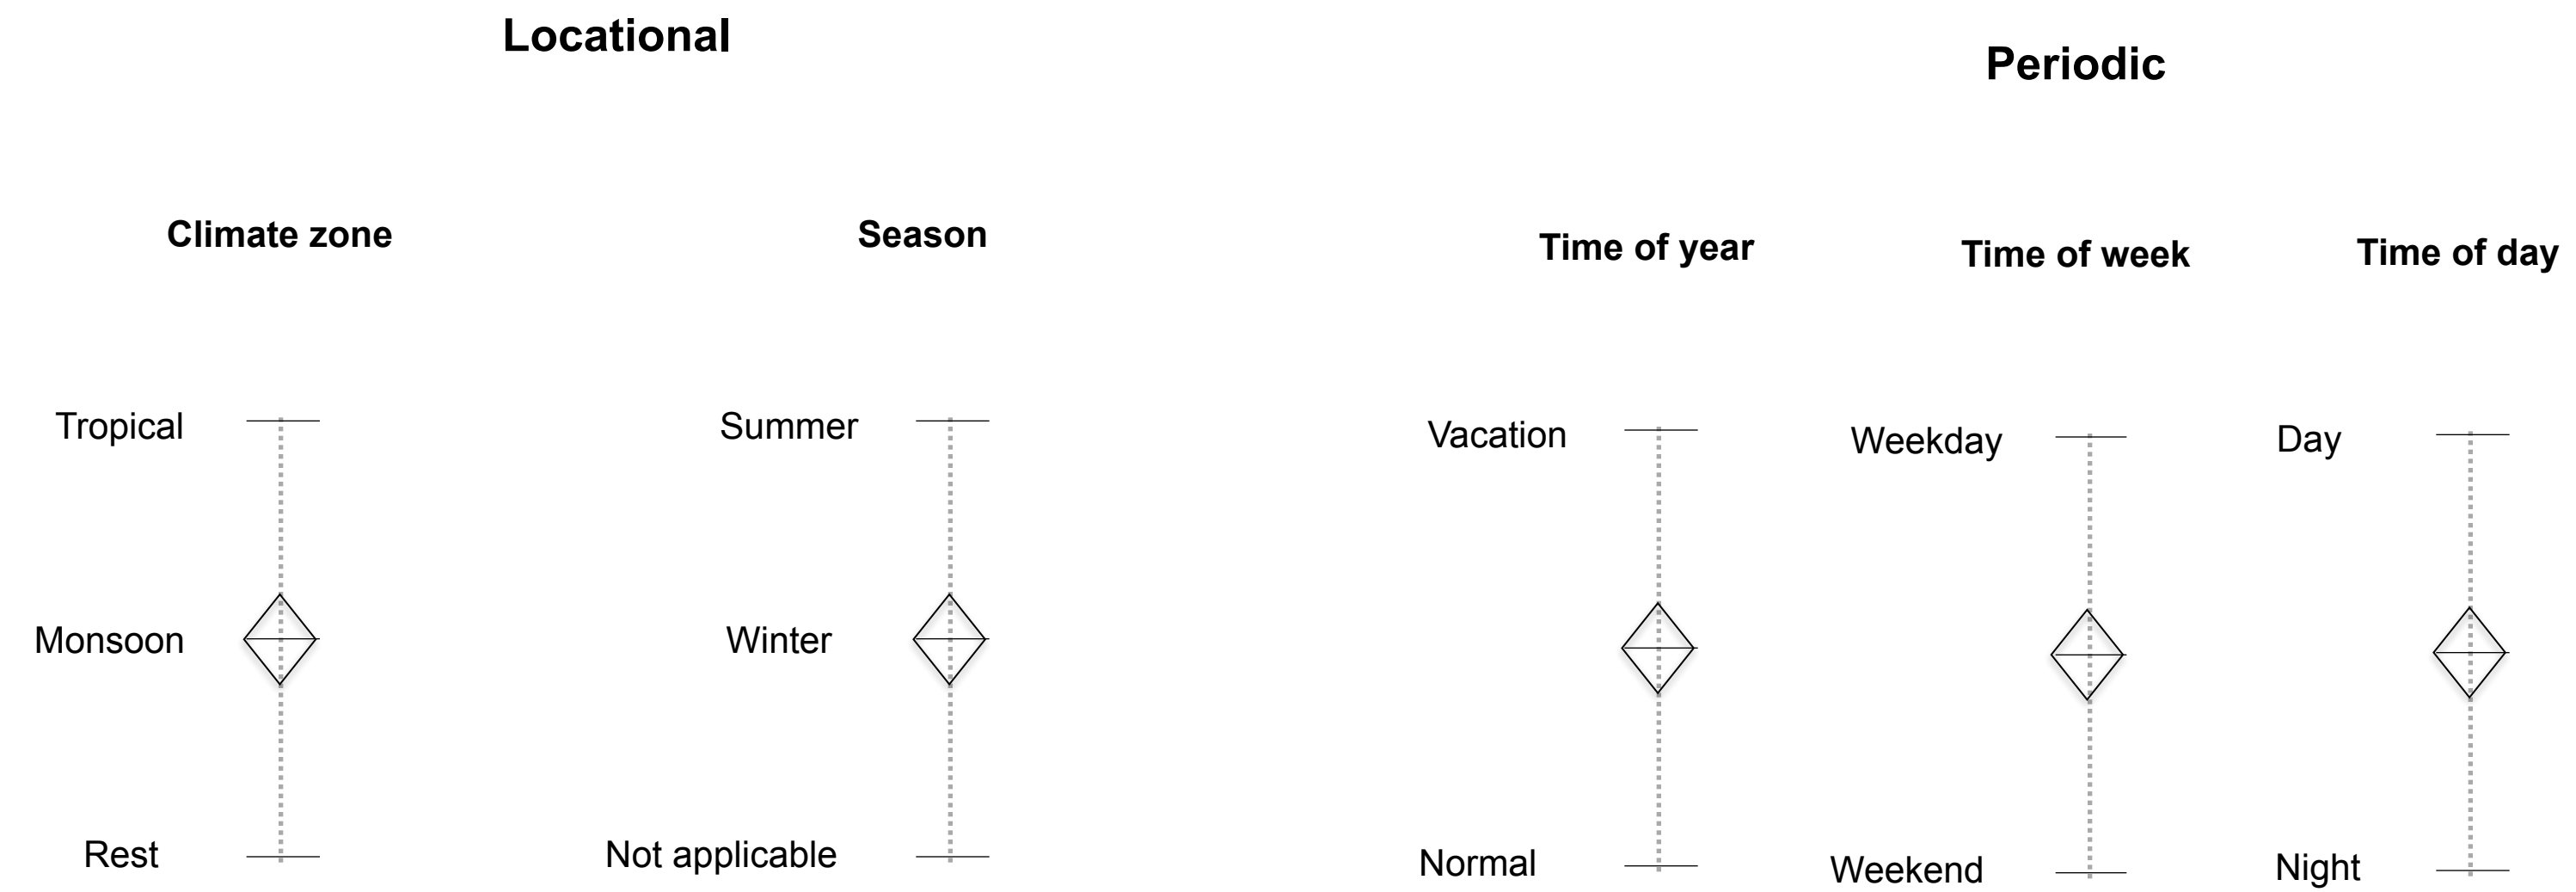 Locational
Periodic
Climate zone
Season
Time of year
Time of week
Time of day
Tropical
Summer
Vacation
Weekday
Day
Monsoon
Winter
Rest
Not applicable
Normal
Weekend
Night